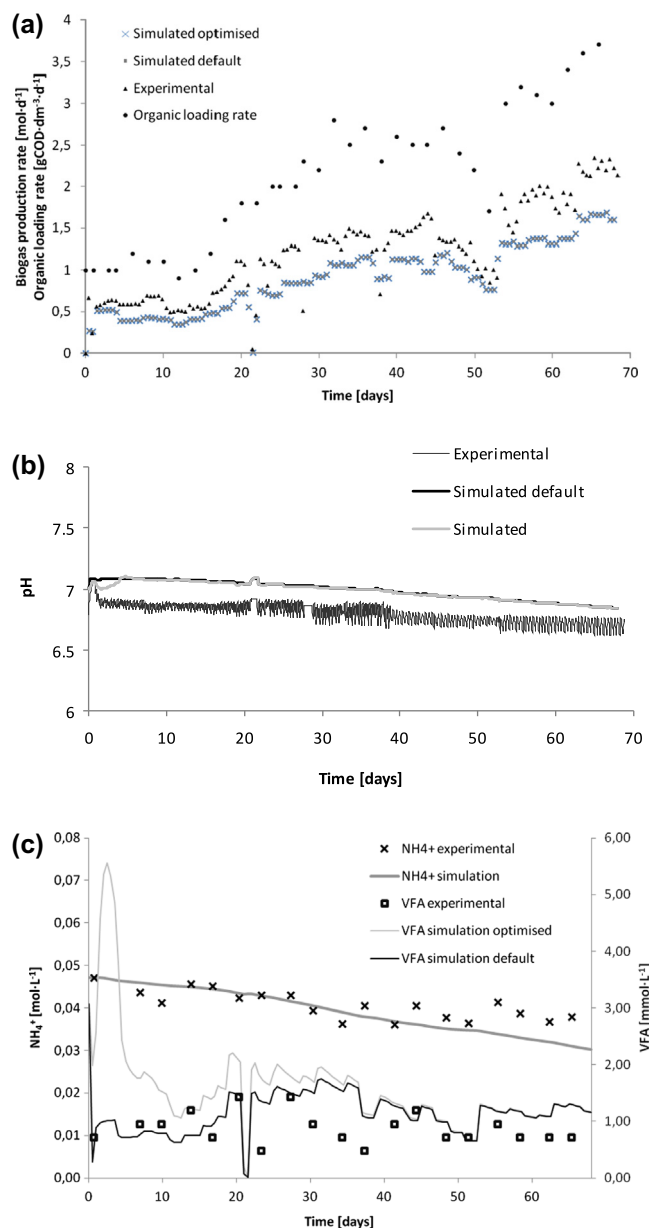 (a)
Simulated optimised
Simulated default
Experimental
Organic loading rate
Biogas production rate [mol·d⁻¹]
Organic loading rate [gCOD·dm⁻³·d⁻¹]
4
3,5
3
2,5
2
1,5
1
0,5
0
0 10 20 30 40 50 60 70
Time [days]
(b)
Experimental
Simulated default
Simulated
pH
8
7.5
7
6.5
6
0 10 20 30 40 50 60 70
Time [days]
(c)
NH4+ experimental
NH4+ simulation
VFA experimental
VFA simulation optimised
VFA simulation default
NH₄⁺ [mol·L⁻¹]
0,08
0,07
0,06
0,05
0,04
0,03
0,02
0,01
0,00
VFA [mmol·L⁻¹]
6,00
5,00
4,00
3,00
2,00
1,00
0,00
0 10 20 30 40 50 60
Time [days]